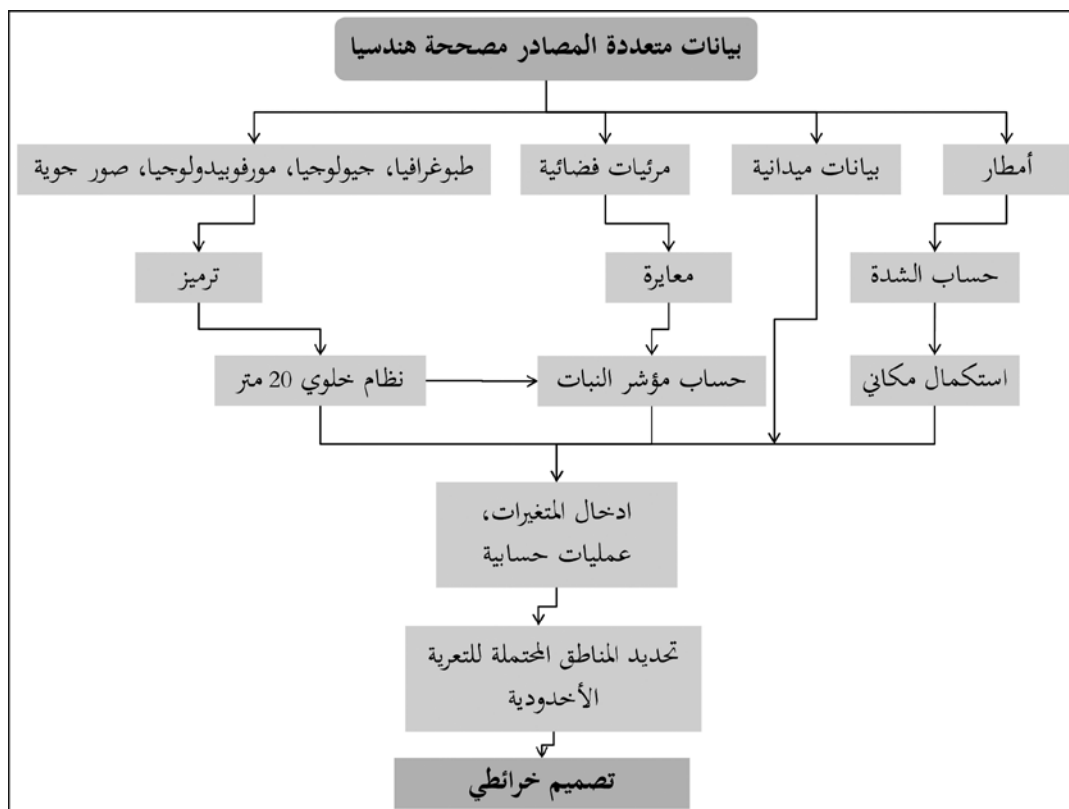 بيانات متعددة المصادر مصححة هندسيا
أمطار
بيانات ميدانية
مرئيات فضائية
طبوغرافيا، جيولوجيا، مورفوبيدولوجيا، صور جوية
حساب الشدة
معايرة
ترميز
استكمال مكاني
حساب مؤشر النبات
نظام خلوي 20 متر
ادخال المتغيرات،
عمليات حسابية
تحديد المناطق المحتملة للتعرية
الأخدودية
تصميم خرائطي